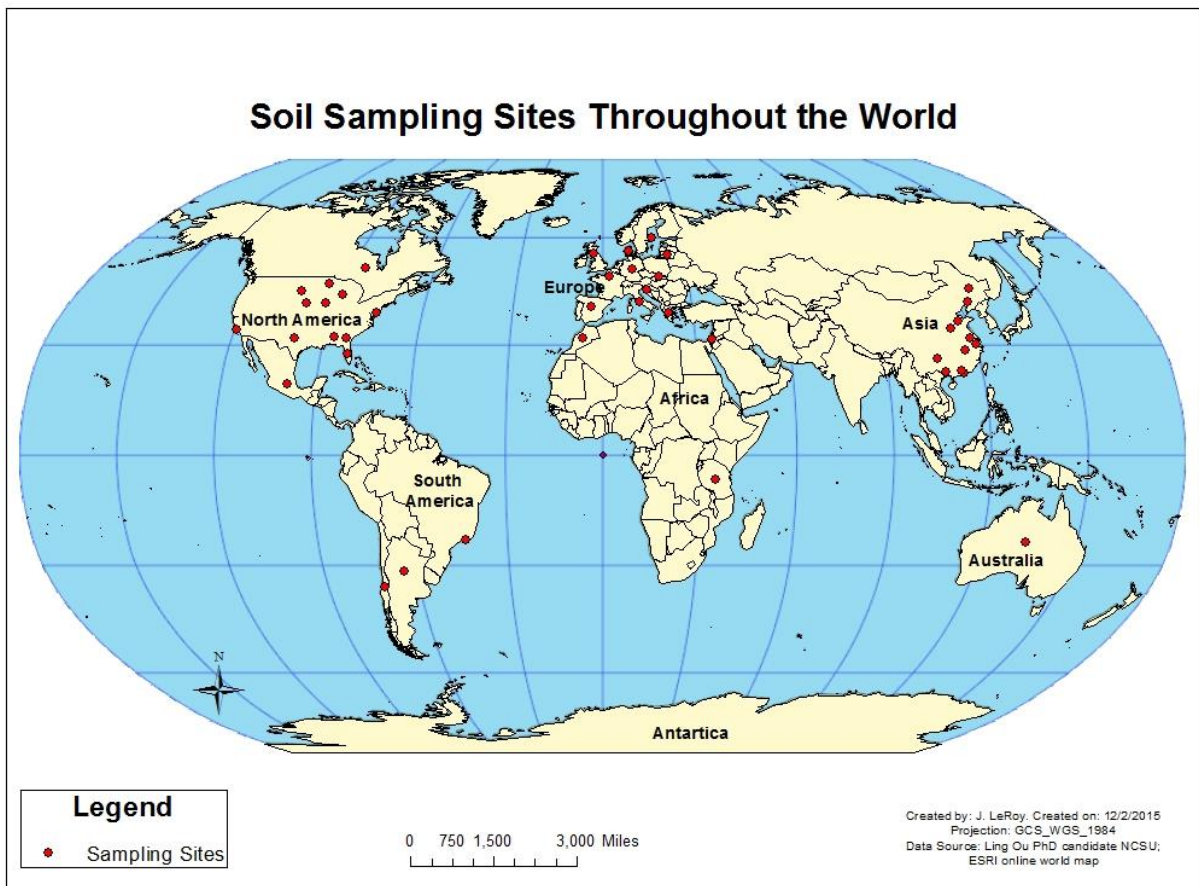 Soil Sampling Sites Throughout the World
Europe
North America
Asia
Africa
South
America
Australia
N
Antartica
Legend
Sampling Sites
0 750 1,500 3,000 Miles
Created by: J. LeRoy. Created on: 12/2/2015
Projection: GCS_WGS_1984
Data Source: Ling Ou PhD candidate NCSU;
ESRI online world map